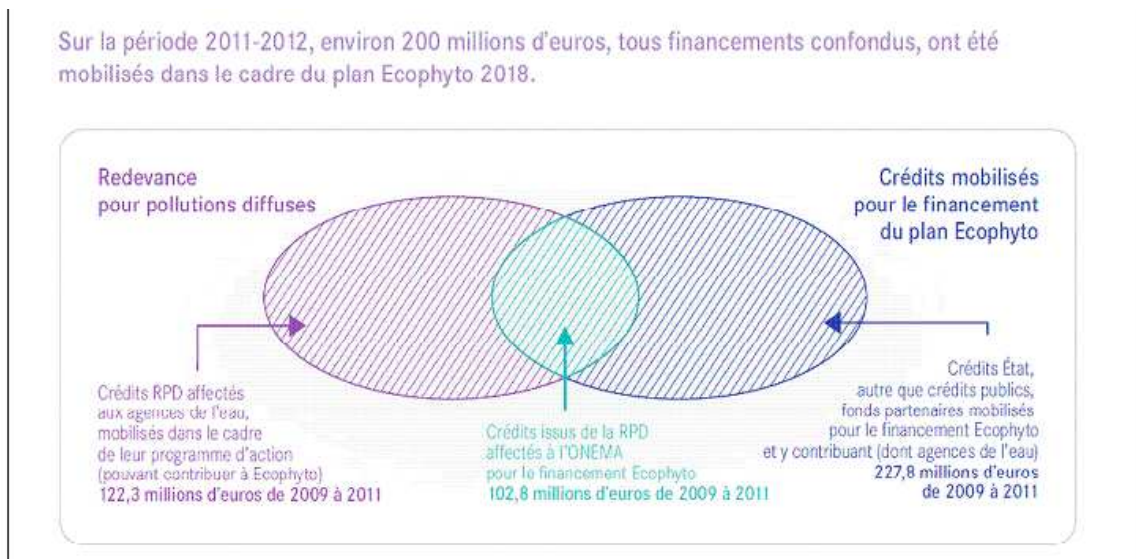 Sur la période 2011-2012, environ 200 millions d'euros, tous financements confondus, ont été
mobilisés dans le cadre du plan Ecophyto 2018.
Redevance
pour pollutions diffuses
Crédits mobilisés
pour le financement
du plan Ecophyto
Crédits RPD affectés
aux agences de l'eau,
mobilisés dans le cadre
de leur programme d'action
(pouvant contribuer à Ecophyto)
122,3 millions d'euros de 2009 à 2011
Crédits issus de la RPD
affectés à l'ONEMA
pour le financement Ecophyto
102,8 millions d'euros de 2009 à 2011
Crédits État,
autre que crédits publics,
fonds partenaires mobilisés
pour le financement Ecophyto
et y contribuant (dont agences de l'eau)
227,8 millions d'euros
de 2009 à 2011